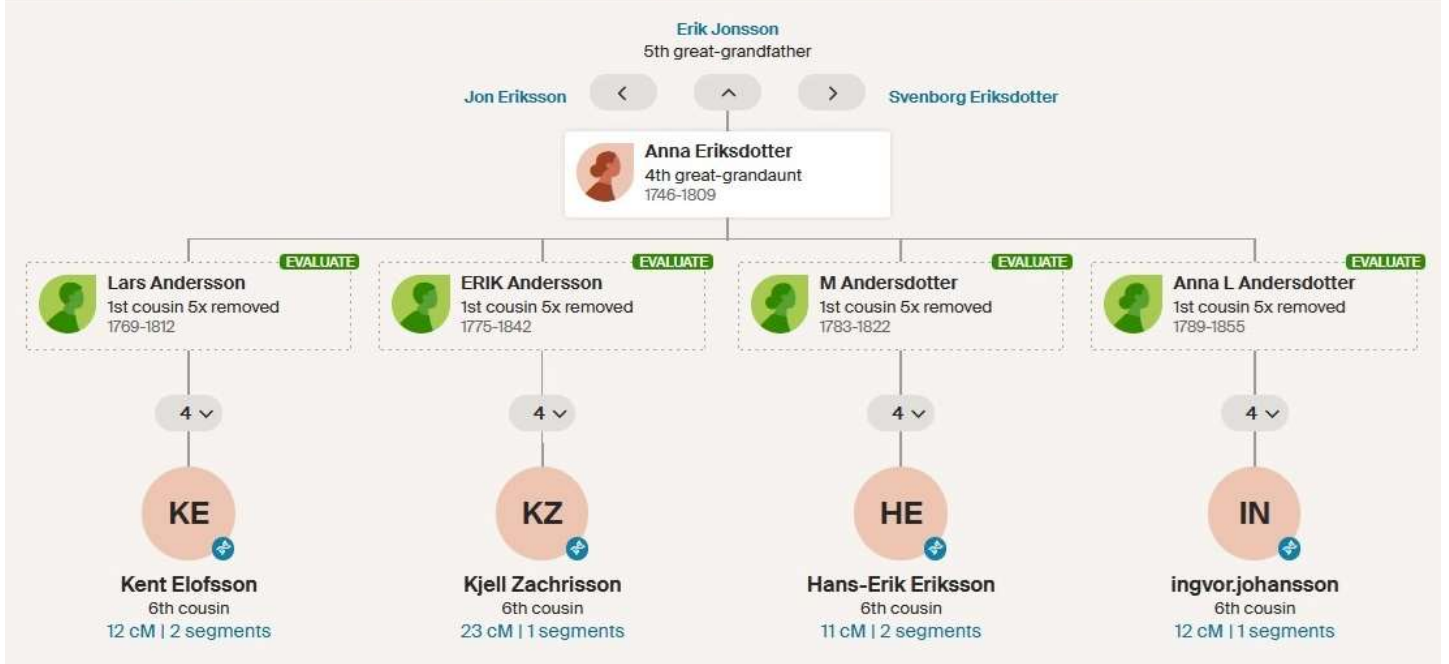 Erik Jonsson
5th great-grandfather
Jon Eriksson
Svenborg Eriksdotter
Anna Eriksdotter
4th great-grandaunt
1746-1809
EVALUATE
Lars Andersson
1st cousin 5x removed
1769-1812
EVALUATE
ERIK Andersson
1st cousin 5x removed
1775-1842
EVALUATE
M Andersdotter
1st cousin 5x removed
1783-1822
EVALUATE
Anna L Andersdotter
1st cousin 5x removed
1789-1855
4
4
4
4
KE
Kent Elofsson
6th cousin
12 cM | 2 segments
KZ
Kjell Zachrisson
6th cousin
23 cM | 1 segments
HE
Hans-Erik Eriksson
6th cousin
11 cM | 2 segments
IN
ingvor.johansson
6th cousin
12 cM | 1 segments